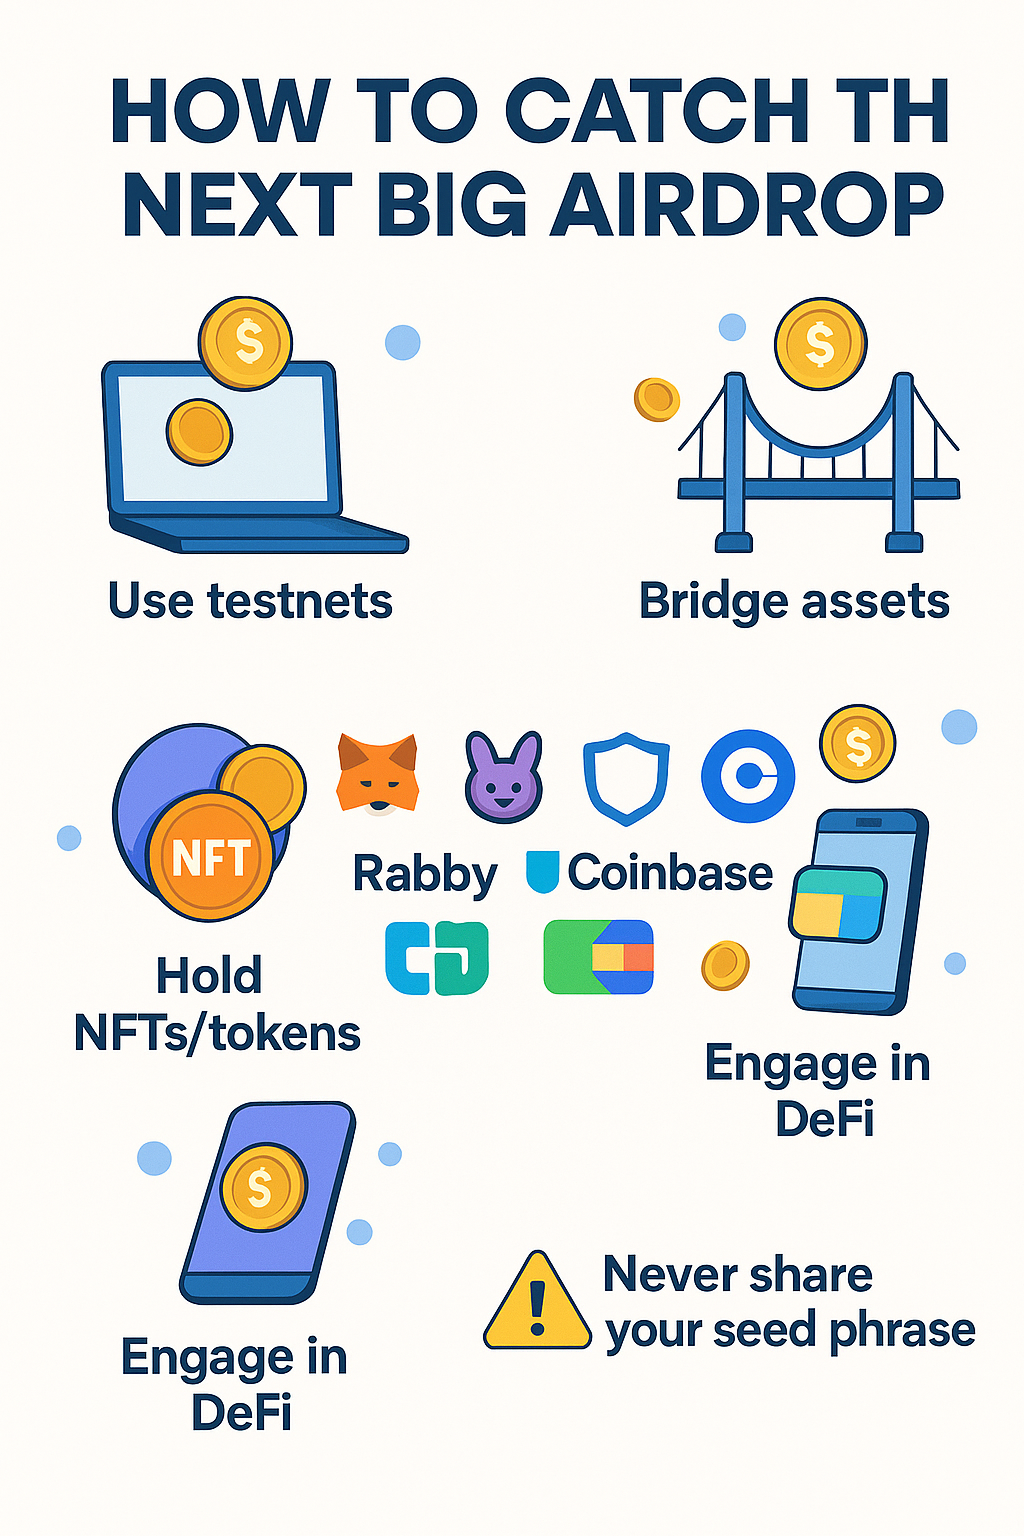 HOW TO CATCH TH
NEXT BIG AIRDROP
$
$
Use testnets
Bridge assets
$
NFT
Rabby
Coinbase
Hold
NFTs/tokens
Engage in
DeFi
$
Never share
your seed phrase
Engage in
DeFi